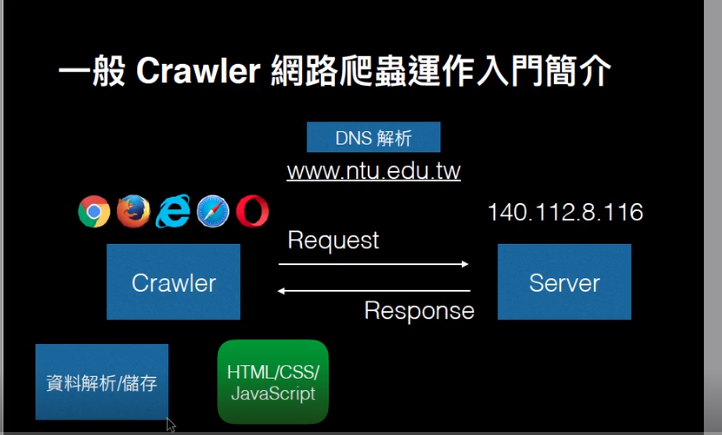 一般 Crawler 網路爬蟲運作入門簡介
DNS 解析
www.ntu.edu.tw
140.112.8.116
Request
Crawler
Server
Response
資料解析/儲存
HTML/CSS/
JavaScript